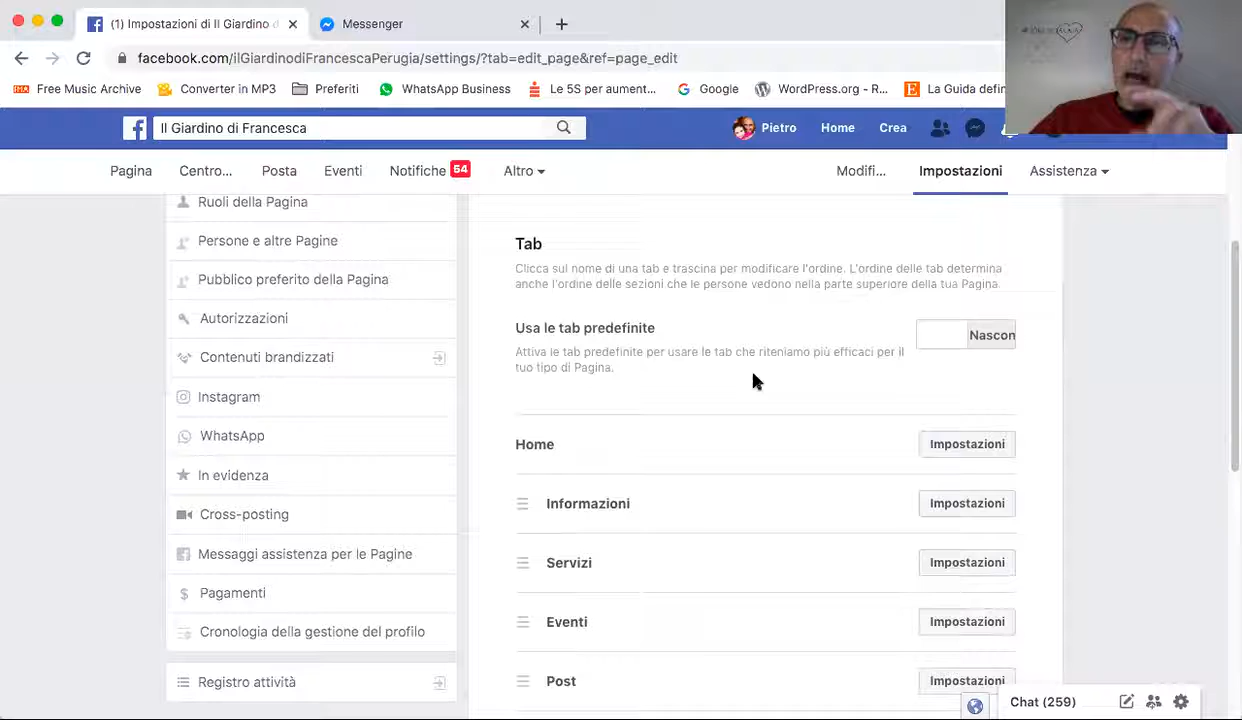 (1) Impostazioni di Il Giardino d
Messenger
facebook.com/ilGiardinodiFrancescaPerugia/settings/?tab=edit_page&ref=page_edit
Free Music Archive
Converter in MP3
Preferiti
WhatsApp Business
Le 5S per aument...
Google
WordPress.org - R...
La Guida defin
Il Giardino di Francesca
Pietro
Home
Crea
Pagina
Centro...
Posta
Eventi
Notifiche 54
Altro
Modifi...
Impostazioni
Assistenza
Ruoli della Pagina
Persone e altre Pagine
Pubblico preferito della Pagina
Autorizzazioni
Contenuti brandizzati
Instagram
WhatsApp
In evidenza
Cross-posting
Messaggi assistenza per le Pagine
Pagamenti
Cronologia della gestione del profilo
Registro attività
Tab
Clicca sul nome di una tab e trascina per modificare l'ordine. L'ordine delle tab determina
anche l'ordine delle sezioni che le persone vedono nella parte superiore della tua Pagina.
Usa le tab predefinite
Nascon
Attiva le tab predefinite per usare le tab che riteniamo più efficaci per il
tuo tipo di Pagina.
Home
Impostazioni
Informazioni
Impostazioni
Servizi
Impostazioni
Eventi
Impostazioni
Post
Impostazioni
Chat (259)